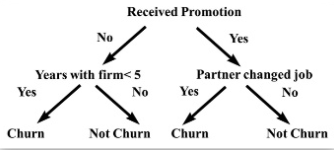 Received Promotion
No Yes
Years with firm< 5 Partner changed job
Yes No Yes No
Churn Not Churn Churn Not Churn